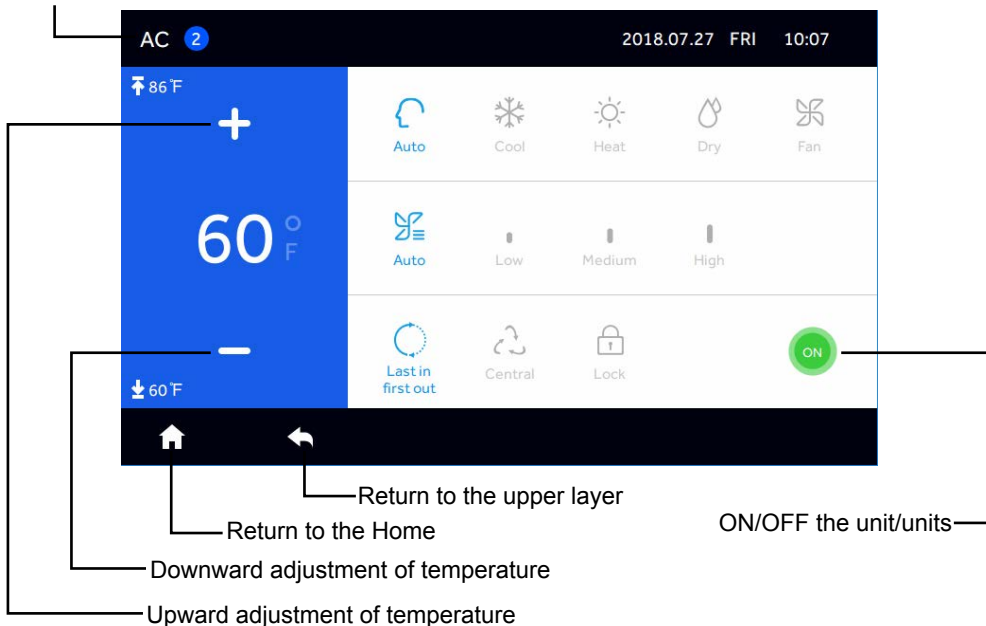 AC 2 2018.07.27 FRI 10:07
86°F
+
Auto Cool Heat Dry Fan
60 °F
Auto Low Medium High
−
Last in
first out
Central Lock ON
60°F
Return to the upper layer
Return to the Home
ON/OFF the unit/units
Downward adjustment of temperature
Upward adjustment of temperature